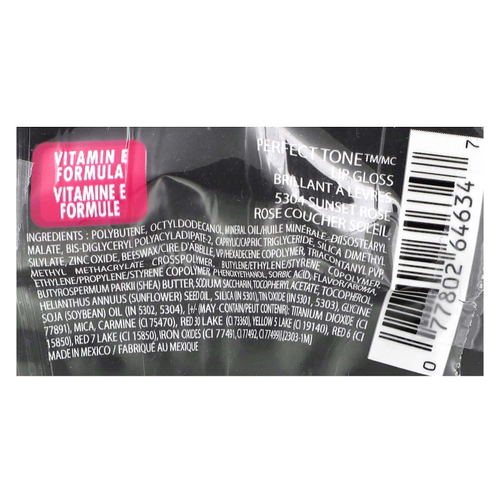 VITAMIN E
FORMULA
VITAMINE E
FORMULE
PERFECT TONE™/MC
LIP GLOSS
BRILLANT À LÈVRES
5304 SUNSET ROSE
ROSE COUCHER SOLEIL
INGREDIENTS : POLYBUTENE, OCTYLDODECANOL, MINERAL OIL/HUILE MINÉRALE, DIISOSTEARYL
MALATE, BIS-DIGLYCERYL POLYACYLADIPATE-2, CAPRYLIC/CAPRIC TRIGLYCERIDE, SILICA DIMETHYL
SILYLATE, ZINC OXIDE, BEESWAX/CIRE D'ABEILLE, VP/HEXADECENE COPOLYMER, TRIACONTANYL PVP,
METHYL METHACRYLATE CROSSPOLYMER, BUTYLENE/ETHYLENE/STYRENE COPOLYMER,
ETHYLENE/PROPYLENE/STYRENE COPOLYMER, PHENOXYETHANOL, SORBIC ACID, FLAVOR/AROMA,
BUTYROSPERMUM PARKII (SHEA) BUTTER, SODIUM SACCHARIN, TOCOPHERYL ACETATE, TOCOPHEROL,
HELIANTHUS ANNUUS (SUNFLOWER) SEED OIL, SILICA (IN 5301), TIN OXIDE (IN 5301, 5303), GLYCINE
SOJA (SOYBEAN) OIL (IN 5302, 5304), [+/- (MAY CONTAIN/PEUT CONTENIR): TITANIUM DIOXIDE (CI
77891), MICA, CARMINE (CI 75470), RED 30 LAKE (CI 73360), YELLOW 5 LAKE (CI 19140), RED 6 (CI
15850), RED 7 LAKE (CI 15850), IRON OXIDES (CI 77491, CI 77492, CI 77499)].[2303-1M]
MADE IN MEXICO / FABRIQUÉ AU MEXIQUE
0 77802 64634 7